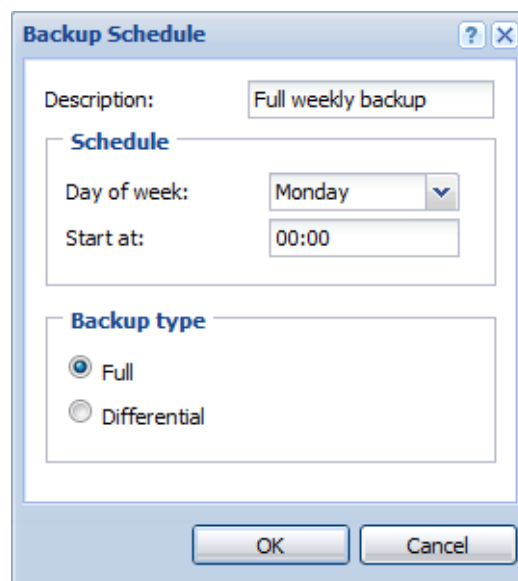 Backup Schedule ?
Description: Full weekly backup
Schedule
Day of week: Monday
Start at: 00:00
Backup type
Full
Differential
OK Cancel